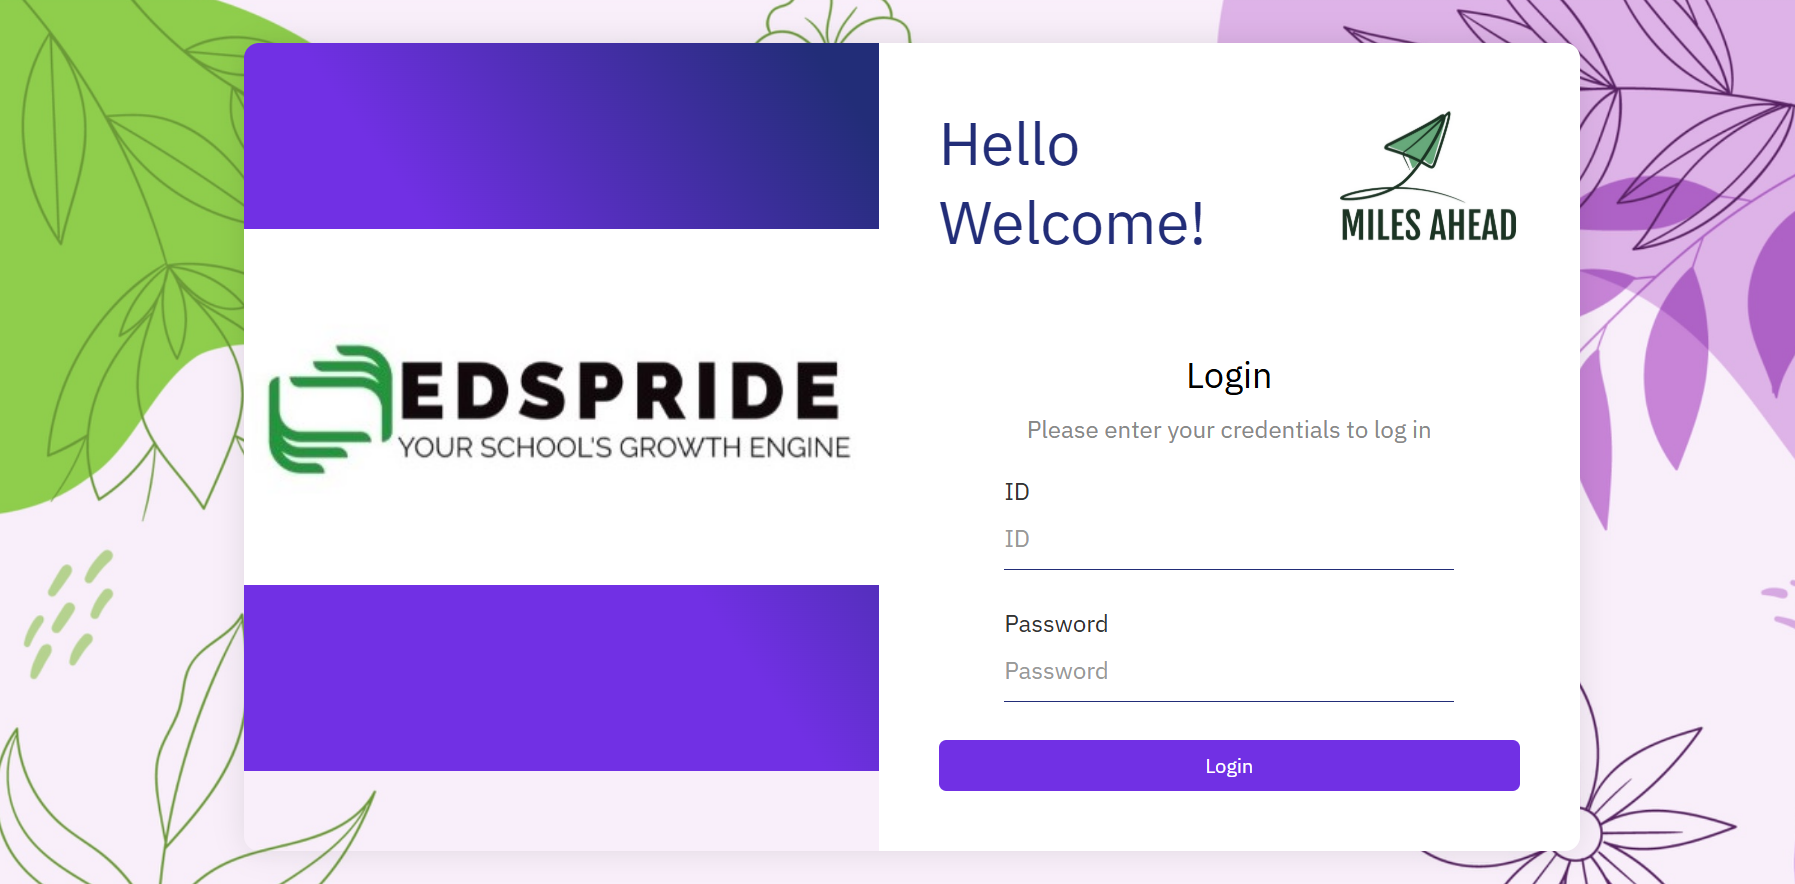 EDSPRIDE
YOUR SCHOOL'S GROWTH ENGINE
Hello
Welcome!
MILES AHEAD
Login
Please enter your credentials to log in
ID
ID
Password
Password
Login